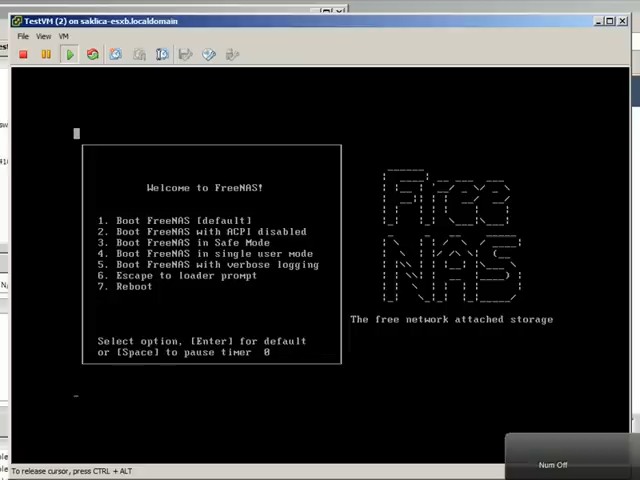 TestVM (2) on saklica-esxb.localdomain
File View VM
Welcome to FreeNAS!
1. Boot FreeNAS [default]
2. Boot FreeNAS with ACPI disabled
3. Boot FreeNAS in Safe Mode
4. Boot FreeNAS in single user mode
5. Boot FreeNAS with verbose logging
6. Escape to loader prompt
7. Reboot
Select option, [Enter] for default
or [Space] to pause timer 0
Free
NAS
The free network attached storage
To release cursor, press CTRL + ALT
Num Off